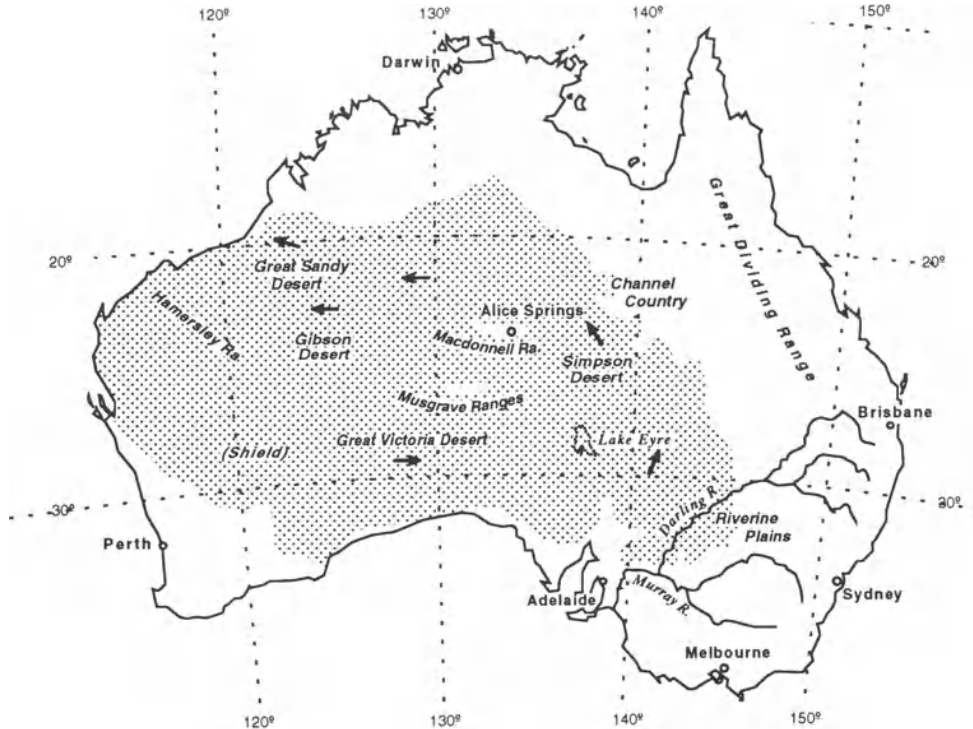 120º
130º
140º
150º
Darwin
Great Dividing Range
20º
20º
Great Sandy
Desert
Channel
Country
Hamersley Ra.
Gibson
Desert
Alice Springs
Macdonnell Ra.
Simpson
Desert
Musgrave Ranges
Brisbane
(Shield)
Great Victoria Desert
Lake Eyre
30º
Darling R.
30º
Riverine
Plains
Perth
Adelaide
Murray R.
Sydney
Melbourne
120º
130º
140º
150º